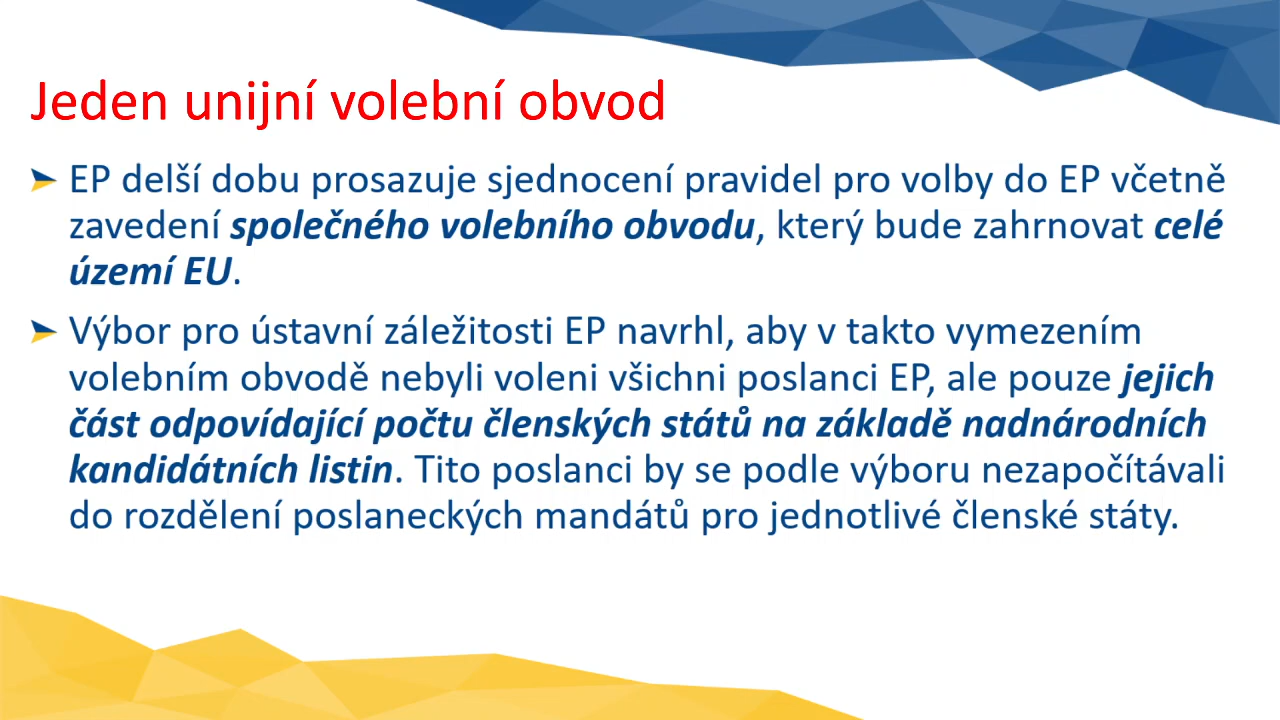 Jeden unijní volební obvod
EP delší dobu prosazuje sjednocení pravidel pro volby do EP včetně
zavedení společného volebního obvodu, který bude zahrnovat celé
území EU.
Výbor pro ústavní záležitosti EP navrhl, aby v takto vymezením
volebním obvodě nebyli voleni všichni poslanci EP, ale pouze jejich
část odpovídající počtu členských států na základě nadnárodních
kandidátních listin. Tito poslanci by se podle výboru nezapočítávali
do rozdělení poslaneckých mandátů pro jednotlivé členské státy.